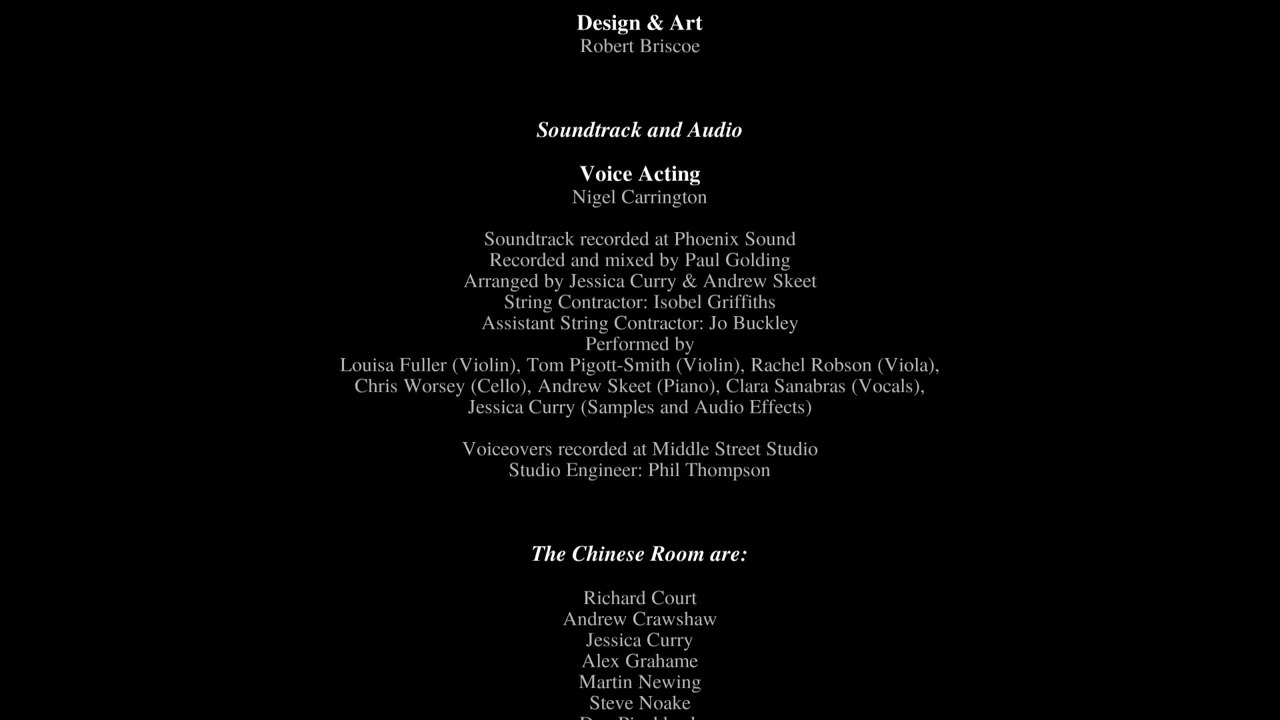 Design & Art
Robert Briscoe
Soundtrack and Audio
Voice Acting
Nigel Carrington
Soundtrack recorded at Phoenix Sound
Recorded and mixed by Paul Golding
Arranged by Jessica Curry & Andrew Skeet
String Contractor: Isobel Griffiths
Assistant String Contractor: Jo Buckley
Performed by
Louisa Fuller (Violin), Tom Pigott-Smith (Violin), Rachel Robson (Viola),
Chris Worsey (Cello), Andrew Skeet (Piano), Clara Sanabras (Vocals),
Jessica Curry (Samples and Audio Effects)
Voiceovers recorded at Middle Street Studio
Studio Engineer: Phil Thompson
The Chinese Room are:
Richard Court
Andrew Crawshaw
Jessica Curry
Alex Grahame
Martin Newing
Steve Noake